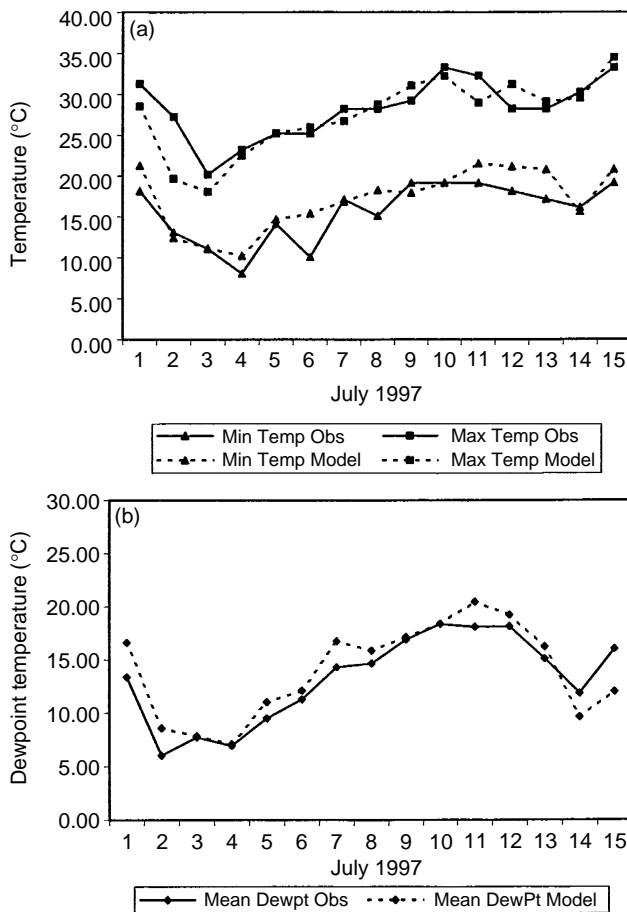 (a)
40.00
35.00
30.00
25.00
20.00
15.00
10.00
5.00
0.00
Temperature (°C)
1 2 3 4 5 6 7 8 9 10 11 12 13 14 15
July 1997
Min Temp Obs Max Temp Obs
Min Temp Model Max Temp Model
(b)
30.00
25.00
20.00
15.00
10.00
5.00
0.00
Dewpoint temperature (°C)
1 2 3 4 5 6 7 8 9 10 11 12 13 14 15
July 1997
Mean Dewpt Obs Mean DewPt Model